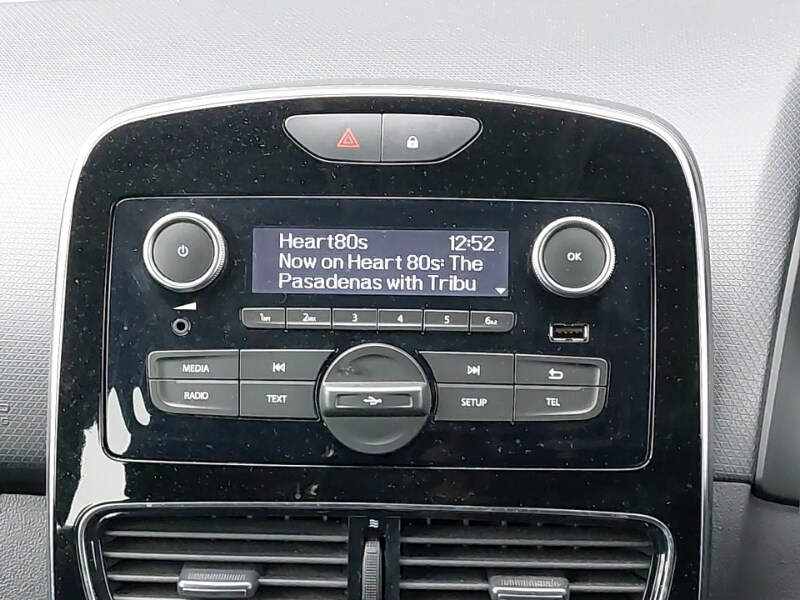 Heart80s 12:52
Now on Heart 80s: The
Pasadenas with Tribu
1 2 3 4 5 6
MEDIA
OK
RADIO TEXT SETUP TEL